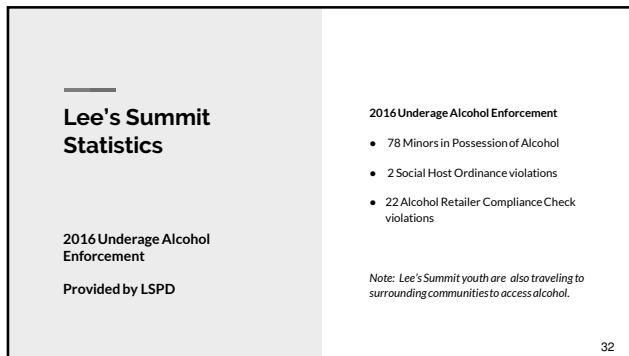 Lee's Summit
Statistics
2016 Underage Alcohol
Enforcement
Provided by LSPD
2016 Underage Alcohol Enforcement
● 78 Minors in Possession of Alcohol
● 2 Social Host Ordinance violations
● 22 Alcohol Retailer Compliance Check
violations
Note: Lee's Summit youth are also traveling to
surrounding communities to access alcohol.
32